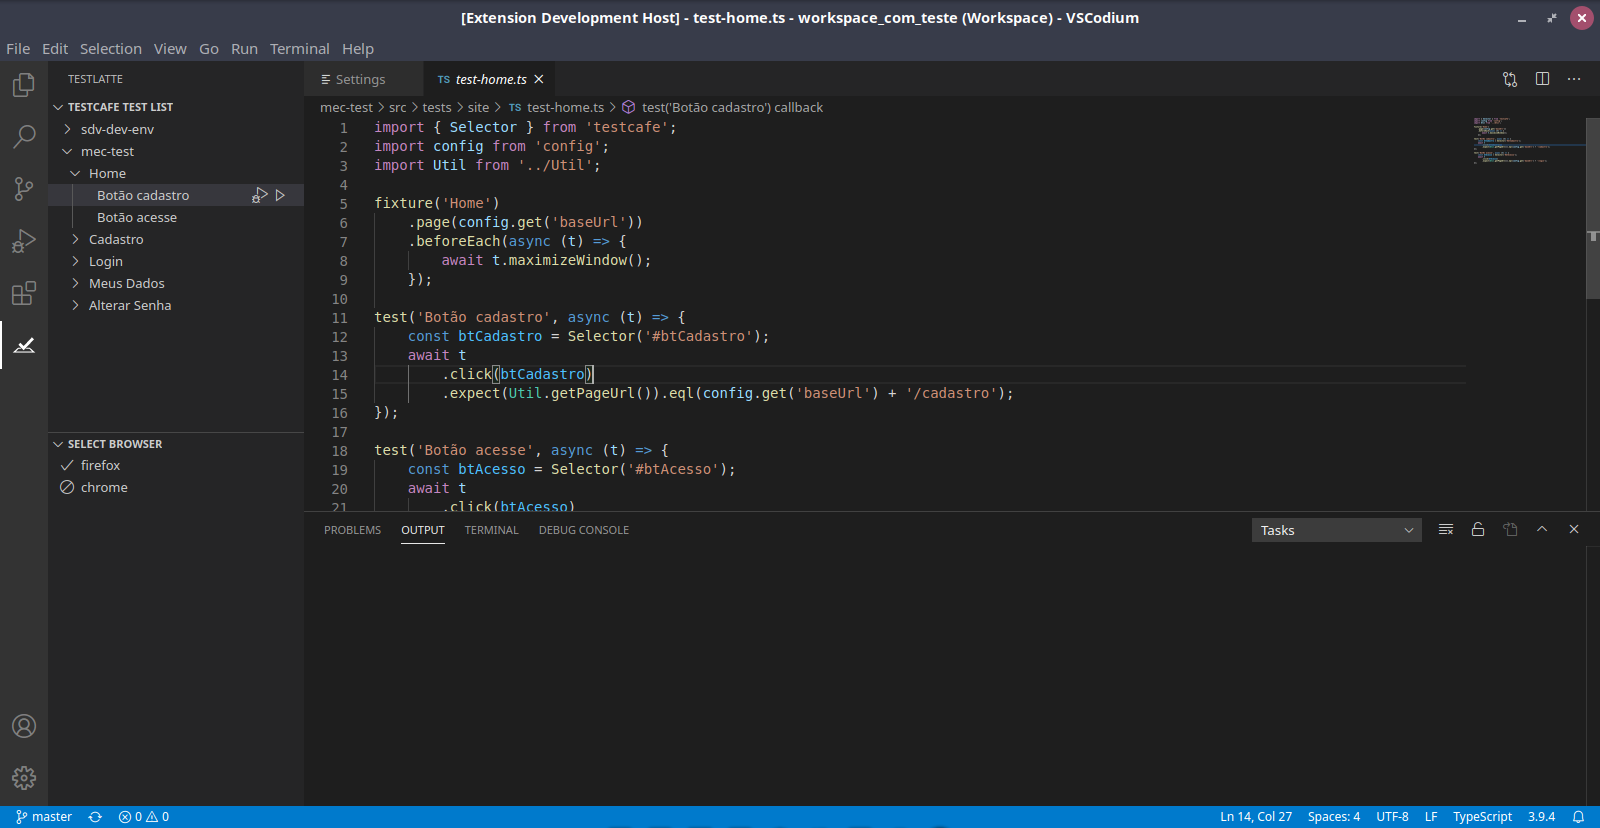 [Extension Development Host] - test-home.ts - workspace_com_teste (Workspace) - VSCodium
File Edit Selection View Go Run Terminal Help
TESTLATTE
TESTCAFE TEST LIST
sdv-dev-env
mec-test
Home
Botão cadastro
Botão acesse
Cadastro
Login
Meus Dados
Alterar Senha
SELECT BROWSER
firefox
chrome
Settings
TS test-home.ts
mec-test > src > tests > site > TS test-home.ts > test('Botão cadastro') callback
1 import { Selector } from 'testcafe';
2 import config from 'config';
3 import Util from '../Util';
4
5 fixture('Home')
6 .page(config.get('baseUrl'))
7 .beforeEach(async (t) => {
8 await t.maximizeWindow();
9 });
10
11 test('Botão cadastro', async (t) => {
12 const btCadastro = Selector('#btCadastro');
13 await t
14 .click(btCadastro)
15 .expect(Util.getPageUrl()).eql(config.get('baseUrl') + '/cadastro');
16 });
17
18 test('Botão acesse', async (t) => {
19 const btAcesso = Selector('#btAcesso');
20 await t
21 .click(btAcesso)
PROBLEMS OUTPUT TERMINAL DEBUG CONSOLE
Tasks
master 0 0
Ln 14, Col 27 Spaces: 4 UTF-8 LF TypeScript 3.9.4